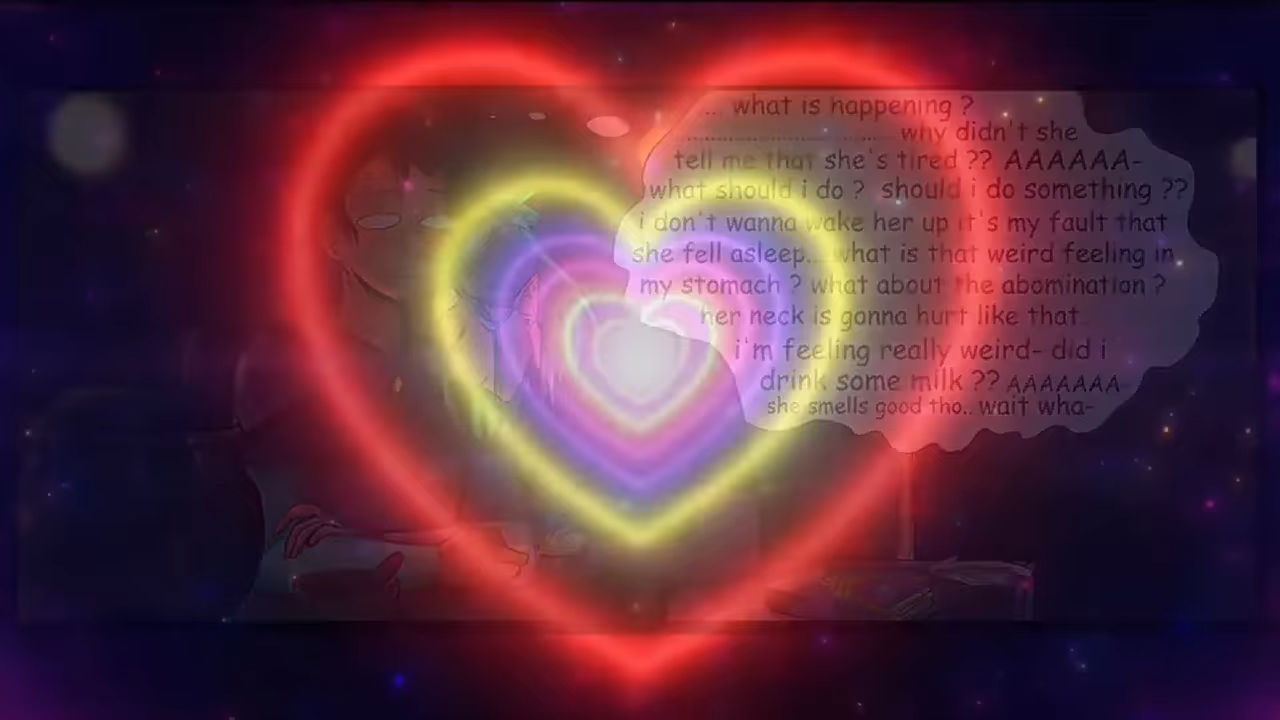 .. what is happening ?
........................... why didn't she
tell me that she's tired ?? AAAAAA-
what should i do ? should i do something ??
i don't wanna wake her up it's my fault that
she fell asleep... what is that weird feeling in
my stomach ? what about the abomination ?
her neck is gonna hurt like that..
i'm feeling really weird- did i
drink some milk ?? AAAAAAA-
she smells good tho.. wait wha-